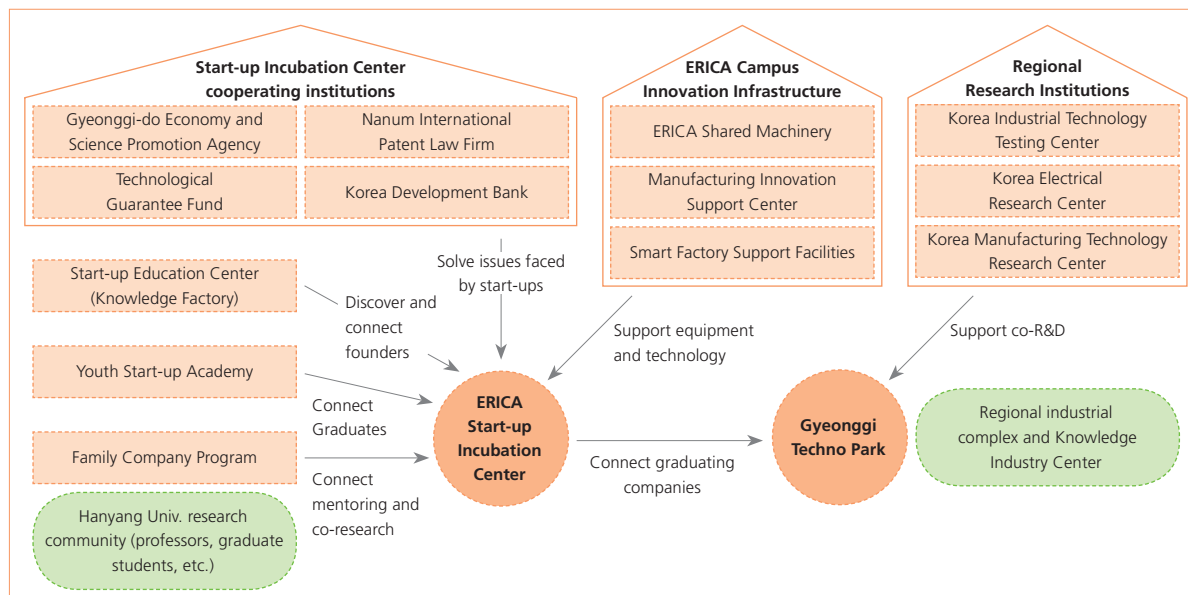 Start-up Incubation Center
cooperating institutions
Gyeonggi-do Economy and
Science Promotion Agency
Nanum International
Patent Law Firm
Technological
Guarantee Fund
Korea Development Bank
ERICA Campus
Innovation Infrastructure
ERICA Shared Machinery
Manufacturing Innovation
Support Center
Smart Factory Support Facilities
Regional
Research Institutions
Korea Industrial Technology
Testing Center
Korea Electrical
Research Center
Korea Manufacturing Technology
Research Center
Solve issues faced
by start-ups
Start-up Education Center
(Knowledge Factory)
Discover and
connect
founders
Support equipment
and technology
Support co-R&D
Youth Start-up Academy
Connect
Graduates
Family Company Program
Connect
mentoring and
co-research
Hanyang Univ. research
community (professors, graduate
students, etc.)
ERICA
Start-up
Incubation
Center
Connect graduating
companies
Gyeonggi
Techno Park
Regional industrial
complex and Knowledge
Industry Center